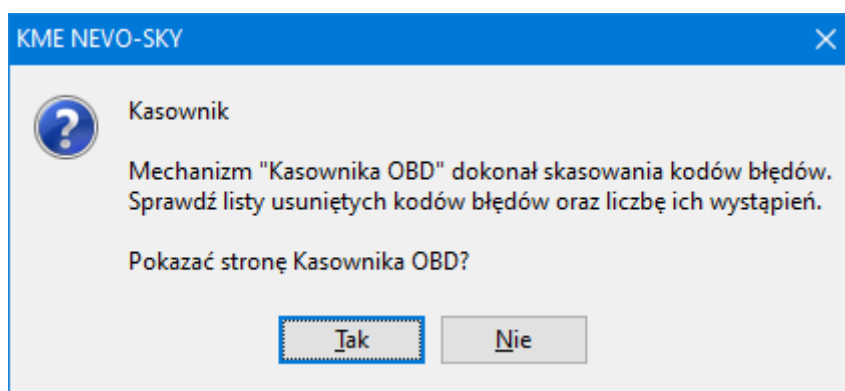 KME NEVO-SKY
Kasownik
Mechanizm "Kasownika OBD" dokonał skasowania kodów błędów.
Sprawdź listy usuniętych kodów błędów oraz liczbę ich wystąpień.
Pokazać stronę Kasownika OBD?
Tak
Nie